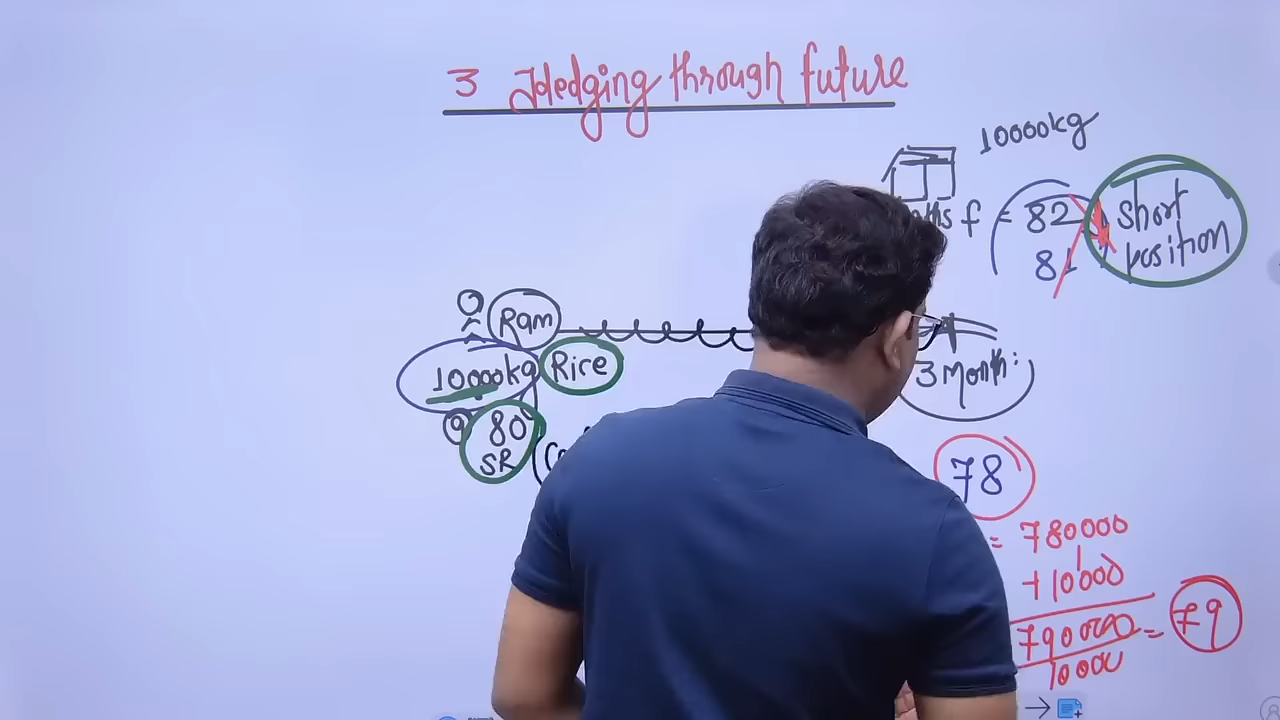 3 Hedging through future
10000kg
f = 82
short position
81
Ram
10000kg Rice
@ 80
SR
3 Month
78
= 780000
+10000
790000 = 79
10000